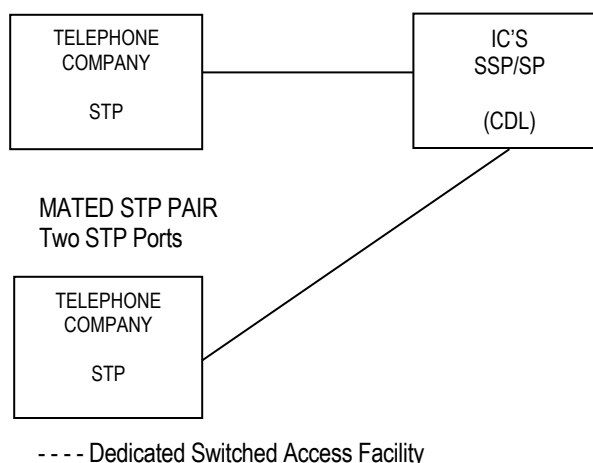 TELEPHONE
COMPANY
STP
IC'S
SSP/SP
(CDL)
MATED STP PAIR
Two STP Ports
TELEPHONE
COMPANY
STP
- - - - Dedicated Switched Access Facility